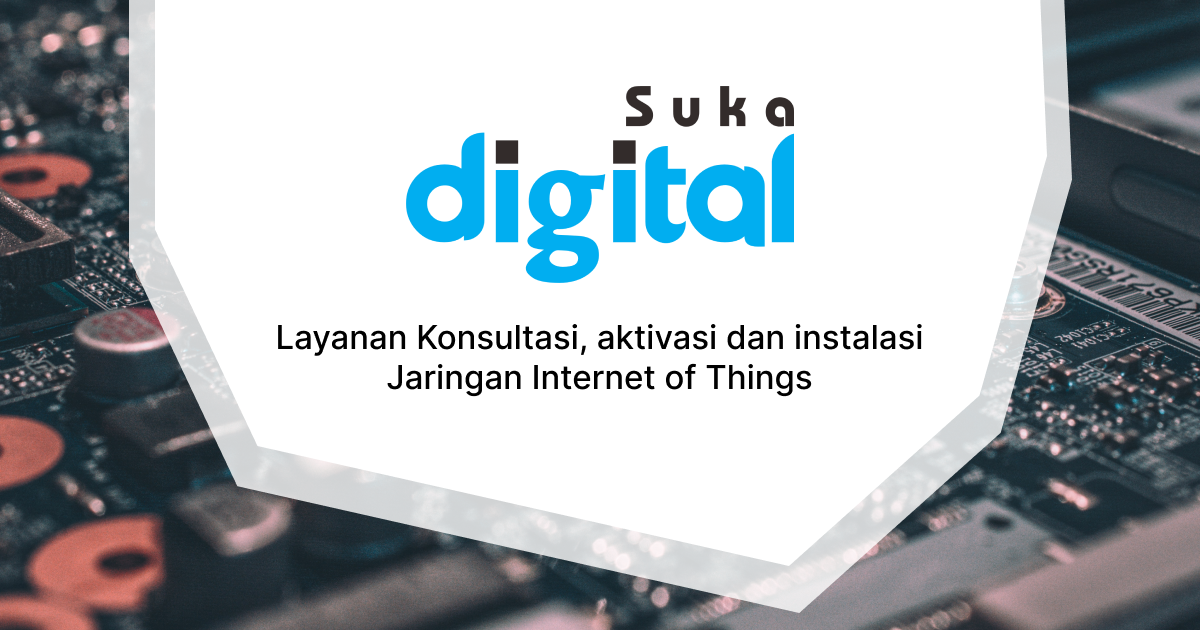 Suka
digital
Layanan Konsultasi, aktivasi dan instalasi
Jaringan Internet of Things